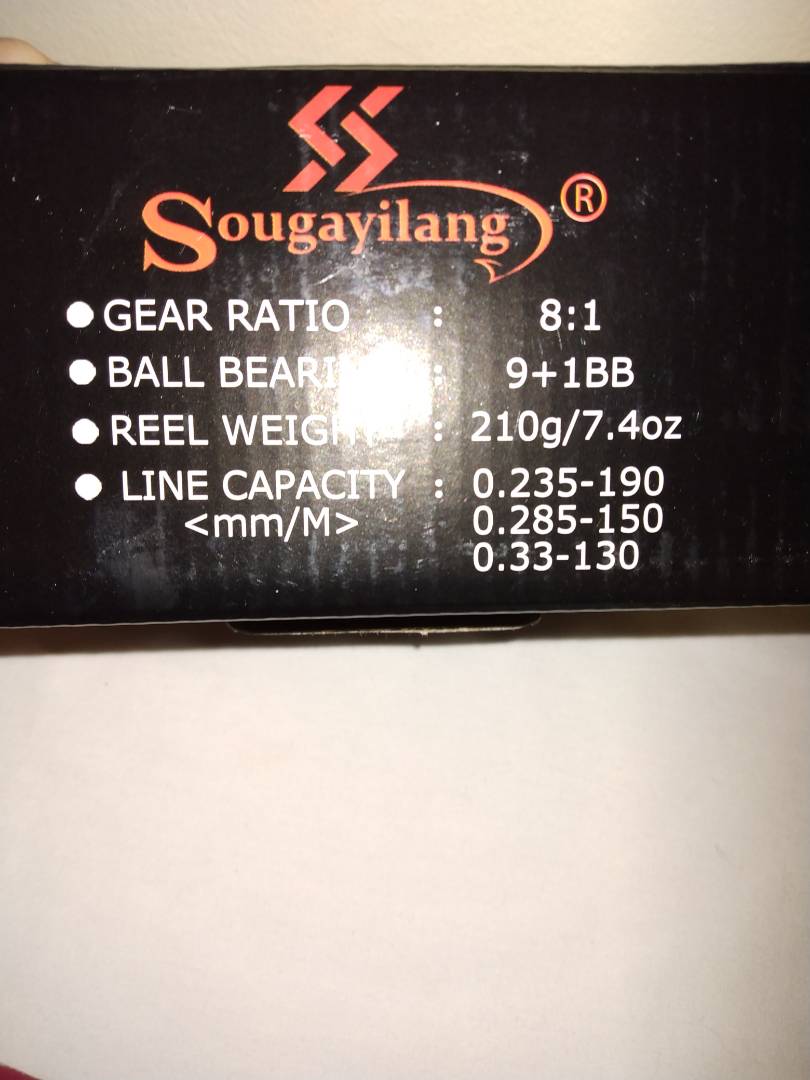 Sougayilang ®
● GEAR RATIO : 8:1
● BALL : 9+1BB
● REEL : 210g/7.4oz
● LINE CAPACITY : 0.235-190
<mm/M> 0.285-150
0.33-130